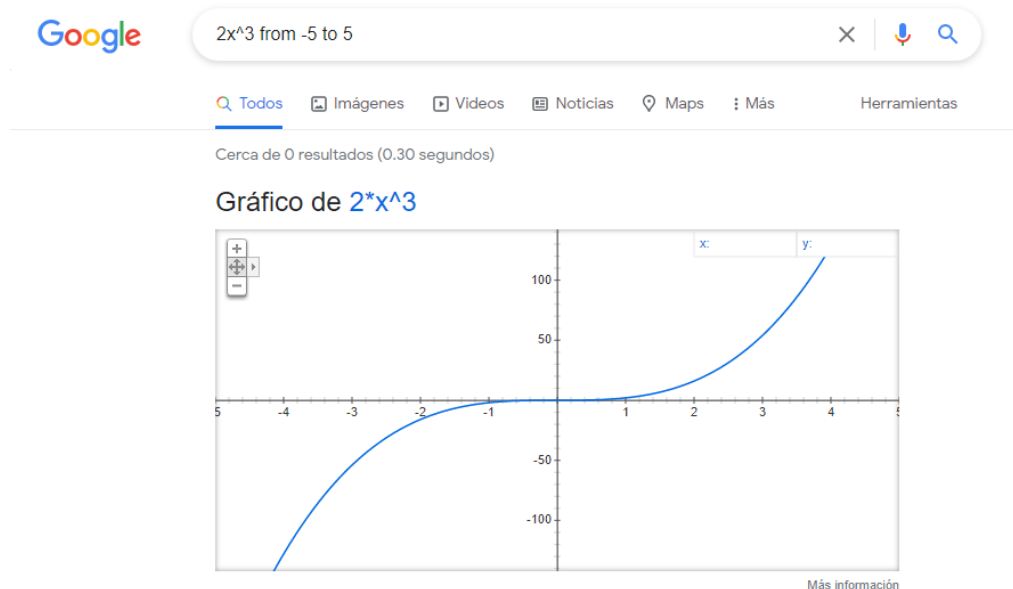 Google
2x^3 from -5 to 5
Todos Imágenes Videos Noticias Maps Más Herramientas
Cerca de 0 resultados (0.30 segundos)
Gráfico de 2*x^3
x: y:
100
50
5 -4 -3 -2 -1 1 2 3 4 5
-50
-100
Más información